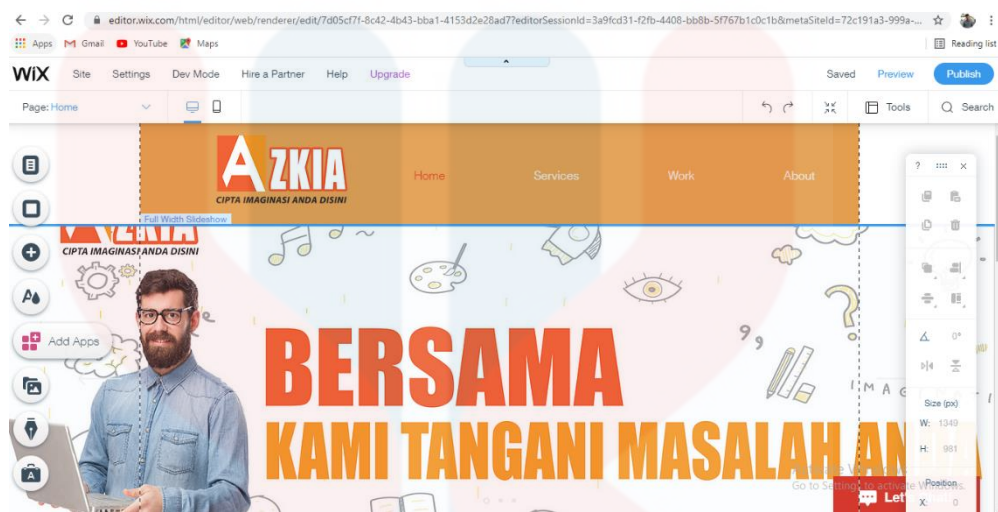 editor.wix.com/html/editor/web/renderer/edit/7d05cf7f-8c42-4b43-bba1-4153d2e28ad7?editorSessionId=3a9fcd31-f2fb-4408-bb8b-5f767b1c0c1b&metaSiteId=72c191a3-999a-...
Apps Gmail YouTube Maps Reading list
WiX Site Settings Dev Mode Hire a Partner Help Upgrade Saved Preview Publish
Page: Home Tools Search
AZKIA
CIPTA IMAGINASI ANDA DISINI
Home Services Work About
Full Width Slideshow
AZKIA
CIPTA IMAGINASI ANDA DISINI
Add Apps
BERSAMA
KAMI TANGANI MASALAH
I M A G
0°
Size (px)
W: 1349
H: 981
Position
X: 0
Go to Settings to activate Windows.
Let's